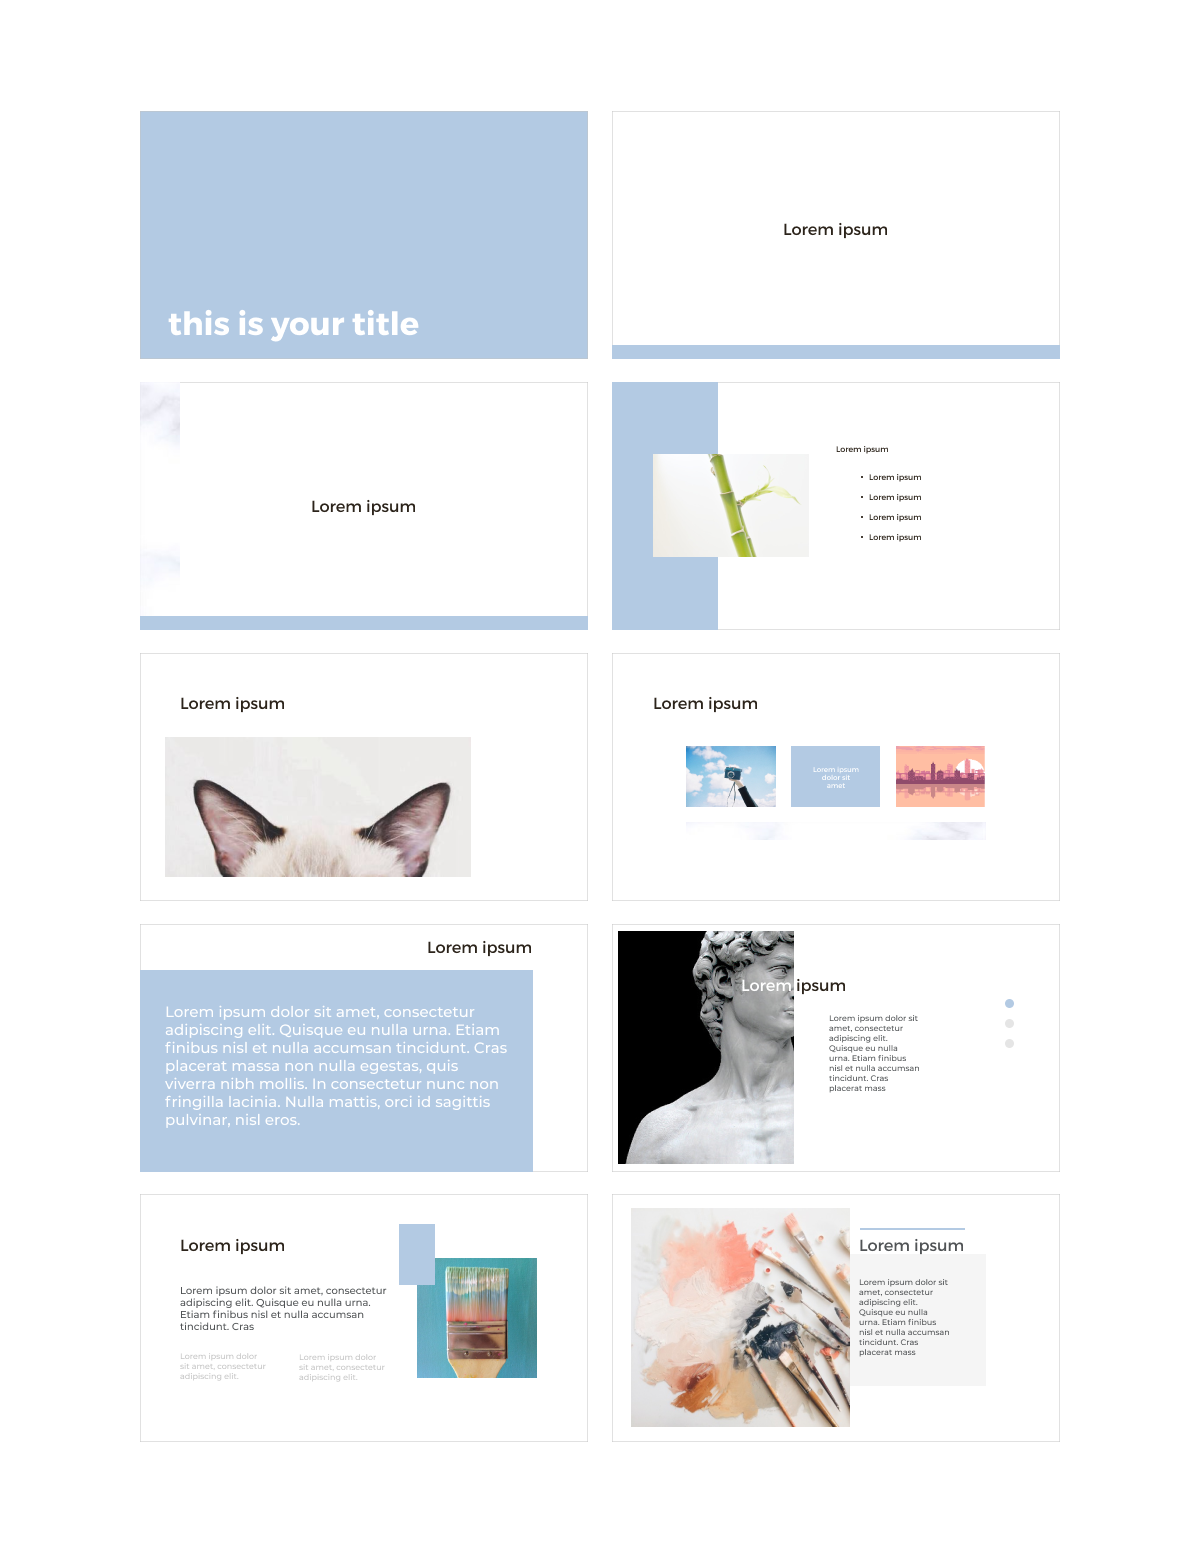 this is your title
Lorem ipsum
Lorem ipsum
Lorem ipsum
• Lorem ipsum
• Lorem ipsum
• Lorem ipsum
• Lorem ipsum
Lorem ipsum
Lorem ipsum
Lorem ipsum
dolor sit
amet
Lorem ipsum
Lorem ipsum dolor sit amet, consectetur
adipiscing elit. Quisque eu nulla urna. Etiam
finibus nisl et nulla accumsan tincidunt. Cras
placerat massa non nulla egestas, quis
viverra nibh mollis. In consectetur nunc non
fringilla lacinia. Nulla mattis, orci id sagittis
pulvinar, nisl eros.
Lorem ipsum
Lorem ipsum dolor sit
amet, consectetur
adipiscing elit.
Quisque eu nulla
urna. Etiam finibus
nisl et nulla accumsan
tincidunt. Cras
placerat mass
Lorem ipsum
Lorem ipsum dolor sit amet, consectetur
adipiscing elit. Quisque eu nulla urna.
Etiam finibus nisl et nulla accumsan
tincidunt. Cras
Lorem ipsum dolor
sit amet, consectetur
adipiscing elit.
Lorem ipsum dolor
sit amet, consectetur
adipiscing elit.
Lorem ipsum
Lorem ipsum dolor sit
amet, consectetur
adipiscing elit.
Quisque eu nulla
urna. Etiam finibus
nisl et nulla accumsan
tincidunt. Cras
placerat mass